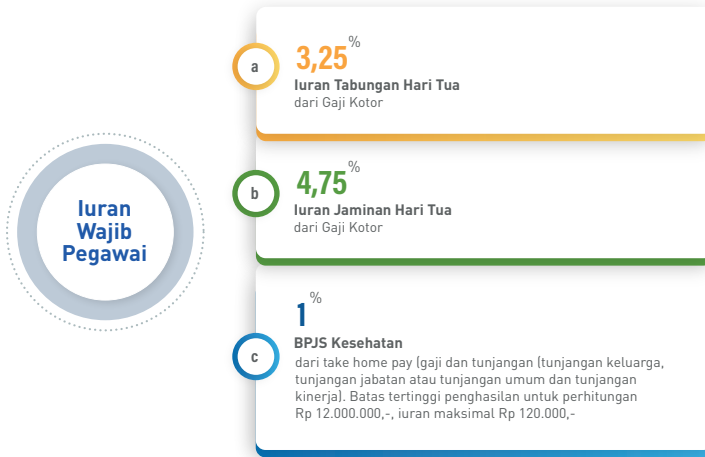 Iuran
Wajib
Pegawai
a
3,25%
Iuran Tabungan Hari Tua
dari Gaji Kotor
b
4,75%
Iuran Jaminan Hari Tua
dari Gaji Kotor
c
1%
BPJS Kesehatan
dari take home pay (gaji dan tunjangan (tunjangan keluarga,
tunjangan jabatan atau tunjangan umum dan tunjangan
kinerja). Batas tertinggi penghasilan untuk perhitungan
Rp 12.000.000,-, iuran maksimal Rp 120.000,-